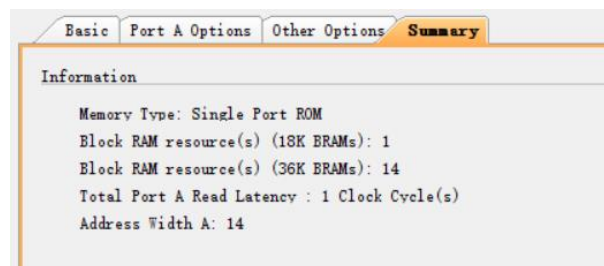 Basic Port A Options Other Options Summary
Information
Memory Type: Single Port ROM
Block RAM resource(s) (18K BRAMs): 1
Block RAM resource(s) (36K BRAMs): 14
Total Port A Read Latency : 1 Clock Cycle(s)
Address Width A: 14